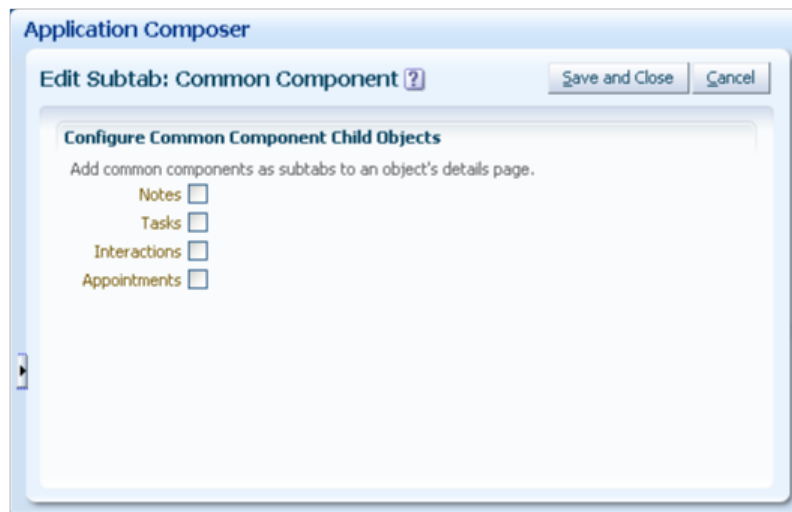 Application Composer
Edit Subtab: Common Component ? Save and Close Cancel
Configure Common Component Child Objects
Add common components as subtabs to an object's details page.
Notes
Tasks
Interactions
Appointments